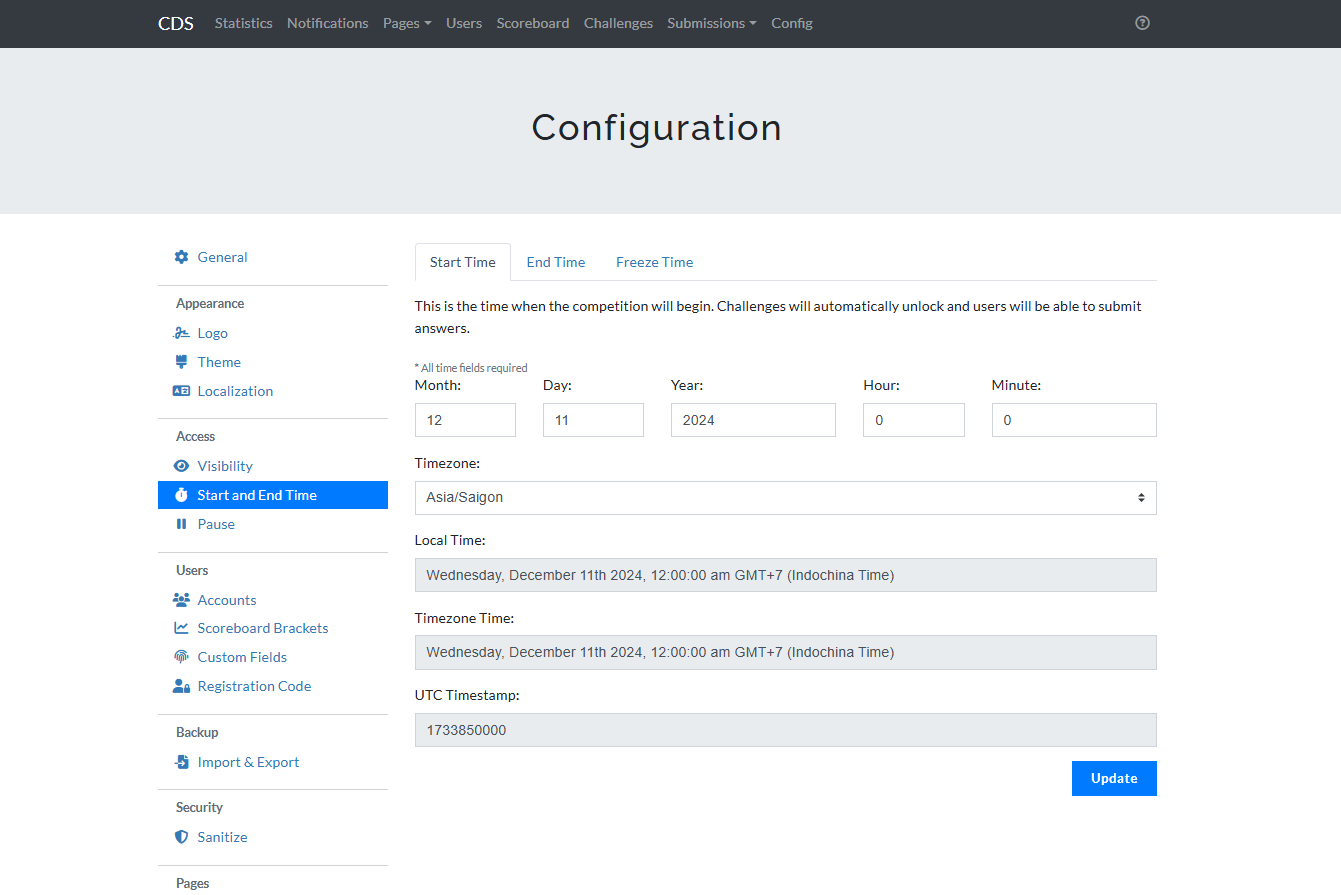 CDS Statistics Notifications Pages Users Scoreboard Challenges Submissions Config
Configuration
General
Appearance
Logo
Theme
Localization
Access
Visibility
Start and End Time
Pause
Users
Accounts
Scoreboard Brackets
Custom Fields
Registration Code
Backup
Import & Export
Security
Sanitize
Pages
Start Time End Time Freeze Time
This is the time when the competition will begin. Challenges will automatically unlock and users will be able to submit
answers.
* All time fields required
Month: Day: Year: Hour: Minute:
12 11 2024 0 0
Timezone:
Asia/Saigon
Local Time:
Wednesday, December 11th 2024, 12:00:00 am GMT+7 (Indochina Time)
Timezone Time:
Wednesday, December 11th 2024, 12:00:00 am GMT+7 (Indochina Time)
UTC Timestamp:
1733850000
Update